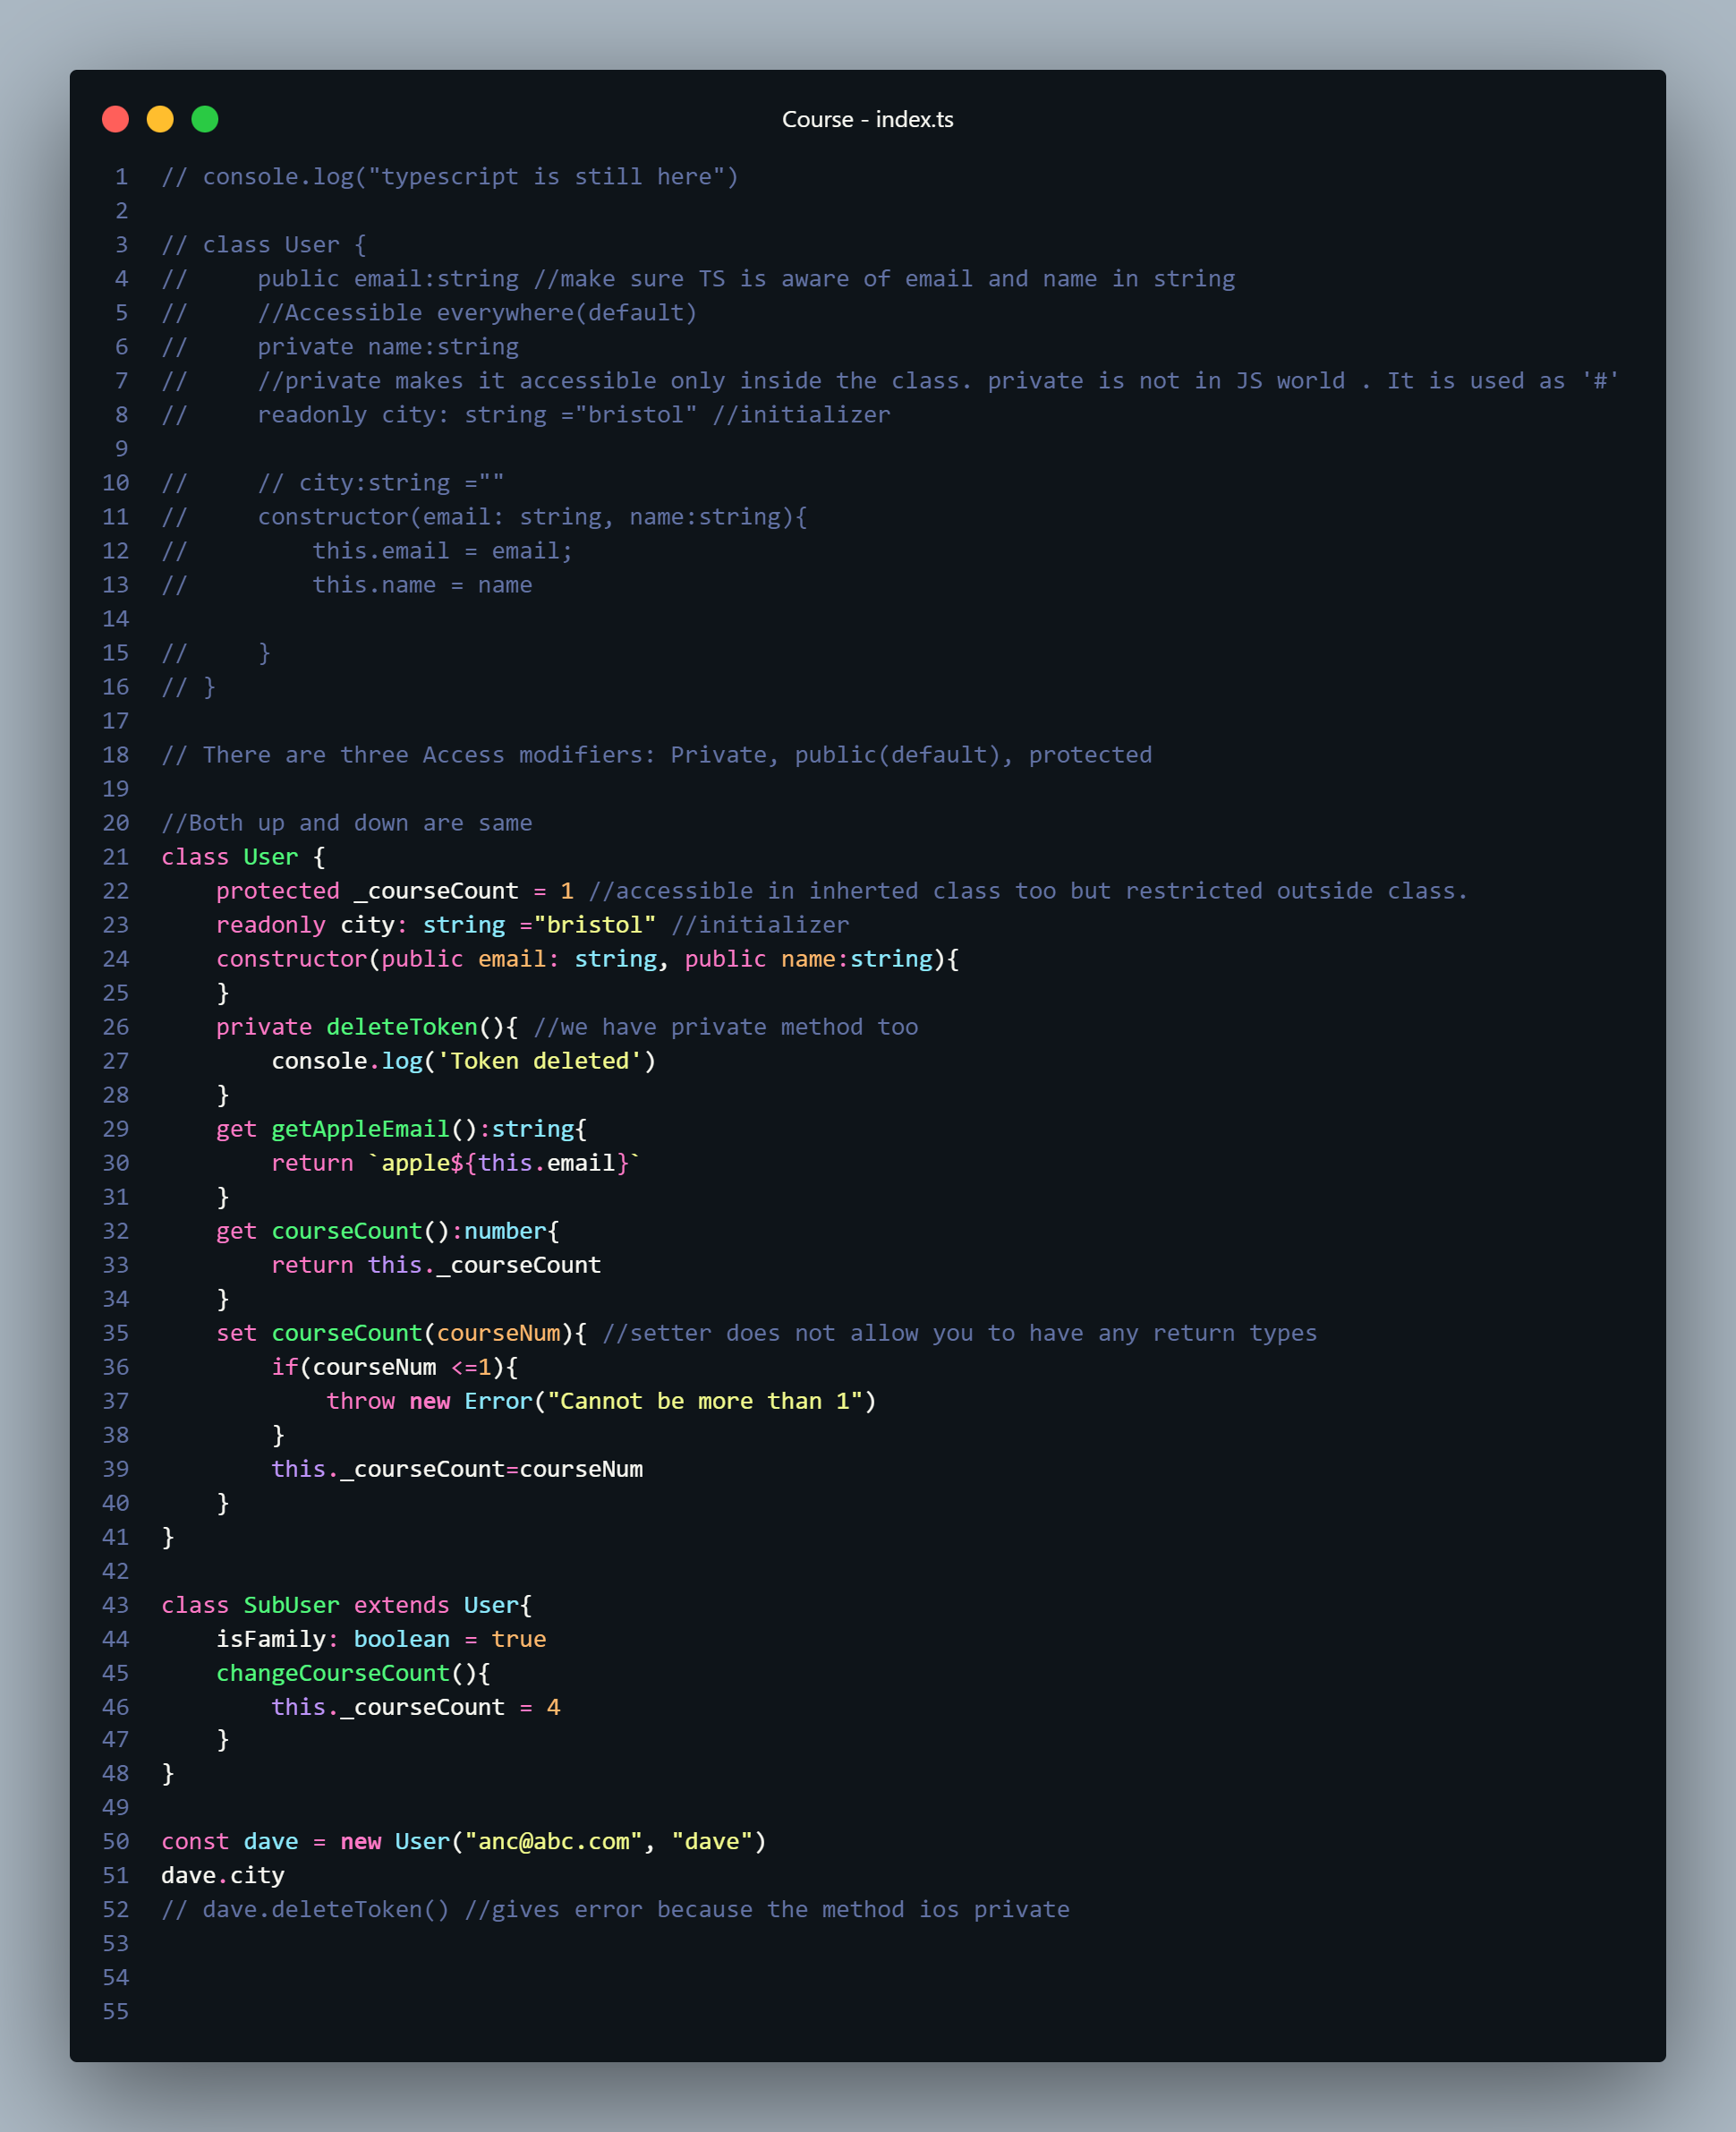 Course - index.ts
1 // console.log("typescript is still here")
2
3 // class User {
4 //     public email:string //make sure TS is aware of email and name in string
5 //     //Accessible everywhere(default)
6 //     private name:string
7 //     //private makes it accessible only inside the class. private is not in JS world . It is used as '#'
8 //     readonly city: string ="bristol" //initializer
9
10 //     // city:string =""
11 //     constructor(email: string, name:string){
12 //         this.email = email;
13 //         this.name = name
14
15 //     }
16 // }
17
18 // There are three Access modifiers: Private, public(default), protected
19
20 //Both up and down are same
21 class User {
22     protected _courseCount = 1 //accessible in inherted class too but restricted outside class.
23     readonly city: string ="bristol" //initializer
24     constructor(public email: string, public name:string){
25     }
26     private deleteToken(){ //we have private method too
27         console.log('Token deleted')
28     }
29     get getAppleEmail():string{
30         return `apple${this.email}`
31     }
32     get courseCount():number{
33         return this._courseCount
34     }
35     set courseCount(courseNum){ //setter does not allow you to have any return types
36         if(courseNum <=1){
37             throw new Error("Cannot be more than 1")
38         }
39         this._courseCount=courseNum
40     }
41 }
42
43 class SubUser extends User{
44     isFamily: boolean = true
45     changeCourseCount(){
46         this._courseCount = 4
47     }
48 }
49
50 const dave = new User("anc@abc.com", "dave")
51 dave.city
52 // dave.deleteToken() //gives error because the method ios private
53
54
55